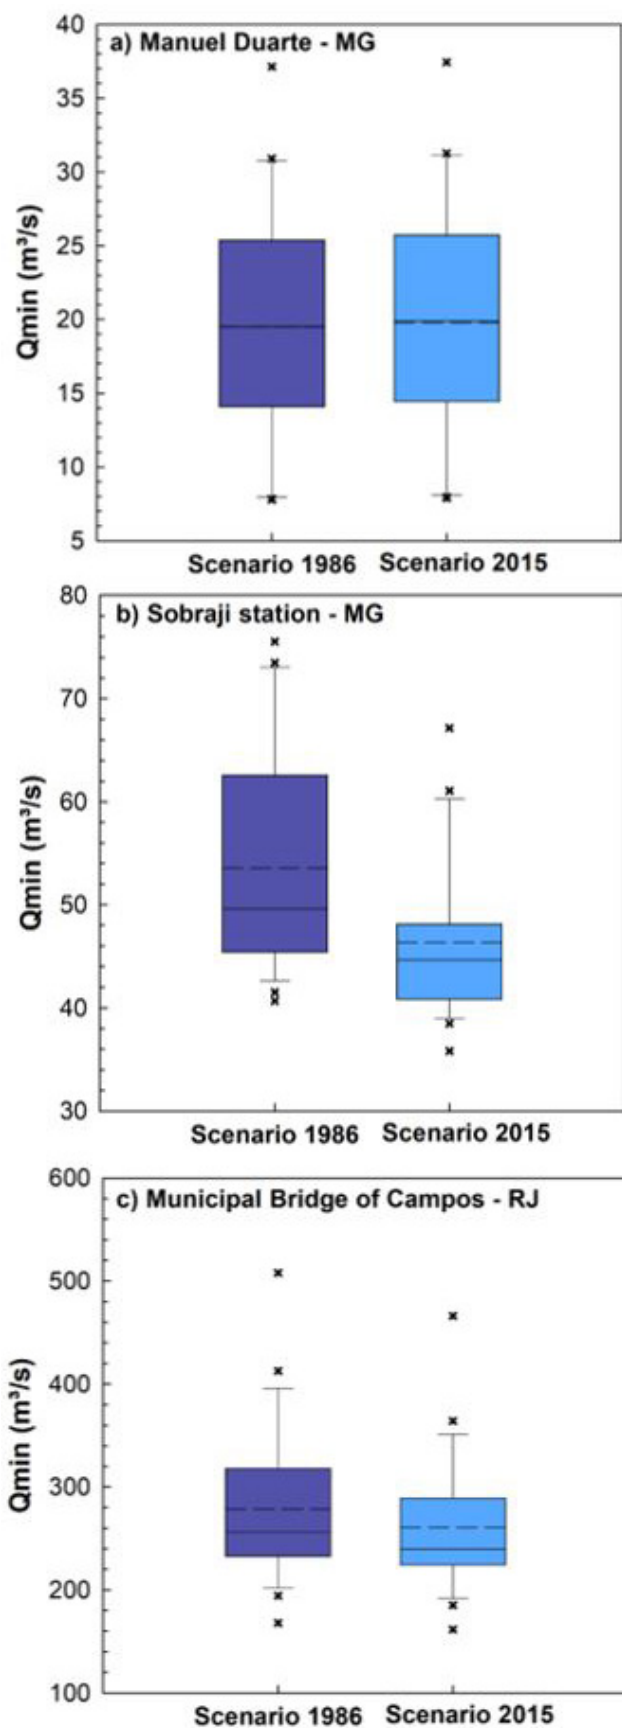 a) Manuel Duarte - MG
40
35
30
25
20
15
10
5
Qmin (m³/s)
Scenario 1986 Scenario 2015
b) Sobraji station - MG
80
70
60
50
40
30
Qmin (m³/s)
Scenario 1986 Scenario 2015
c) Municipal Bridge of Campos - RJ
600
500
400
300
200
100
Qmin (m³/s)
Scenario 1986 Scenario 2015